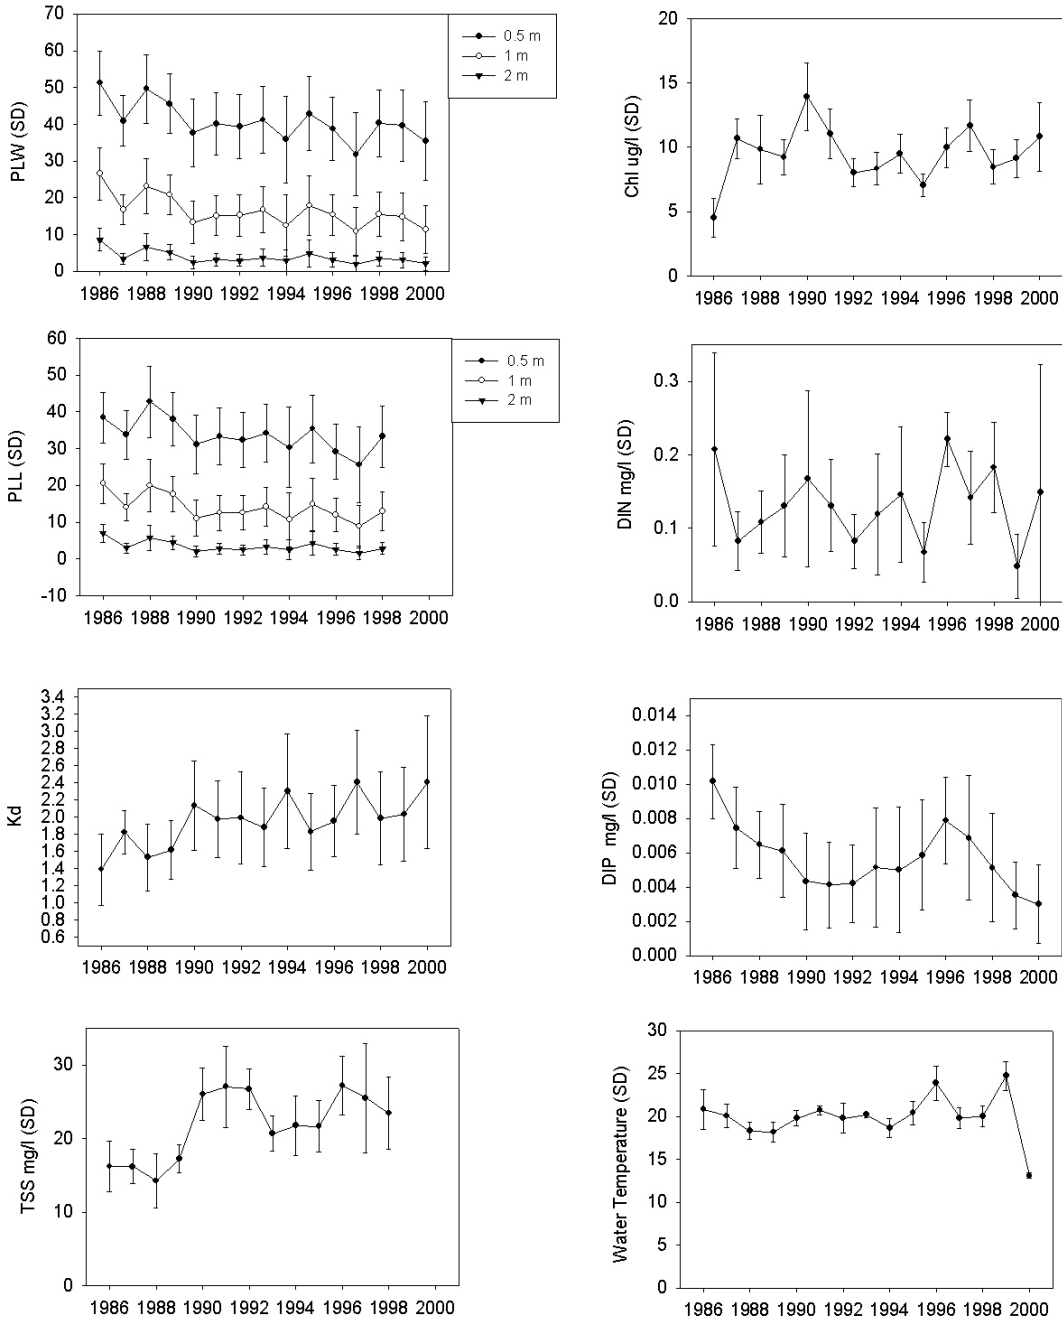 PLW (SD)
70
60
50
40
30
20
10
0
1986 1988 1990 1992 1994 1996 1998 2000
0.5 m
1 m
2 m
Chl ug/l (SD)
20
15
10
5
0
1986 1988 1990 1992 1994 1996 1998 2000
PLL (SD)
60
50
40
30
20
10
0
-10
1986 1988 1990 1992 1994 1996 1998 2000
0.5 m
1 m
2 m
DIN mg/l (SD)
0.3
0.2
0.1
0.0
1986 1988 1990 1992 1994 1996 1998 2000
Kd
3.4
3.2
3.0
2.8
2.6
2.4
2.2
2.0
1.8
1.6
1.4
1.2
1.0
0.8
0.6
1986 1988 1990 1992 1994 1996 1998 2000
DIP mg/l (SD)
0.014
0.012
0.010
0.008
0.006
0.004
0.002
0.000
1986 1988 1990 1992 1994 1996 1998 2000
TSS mg/l (SD)
30
20
10
0
1986 1988 1990 1992 1994 1996 1998 2000
Water Temperature (SD)
30
25
20
15
10
5
0
1986 1988 1990 1992 1994 1996 1998 2000